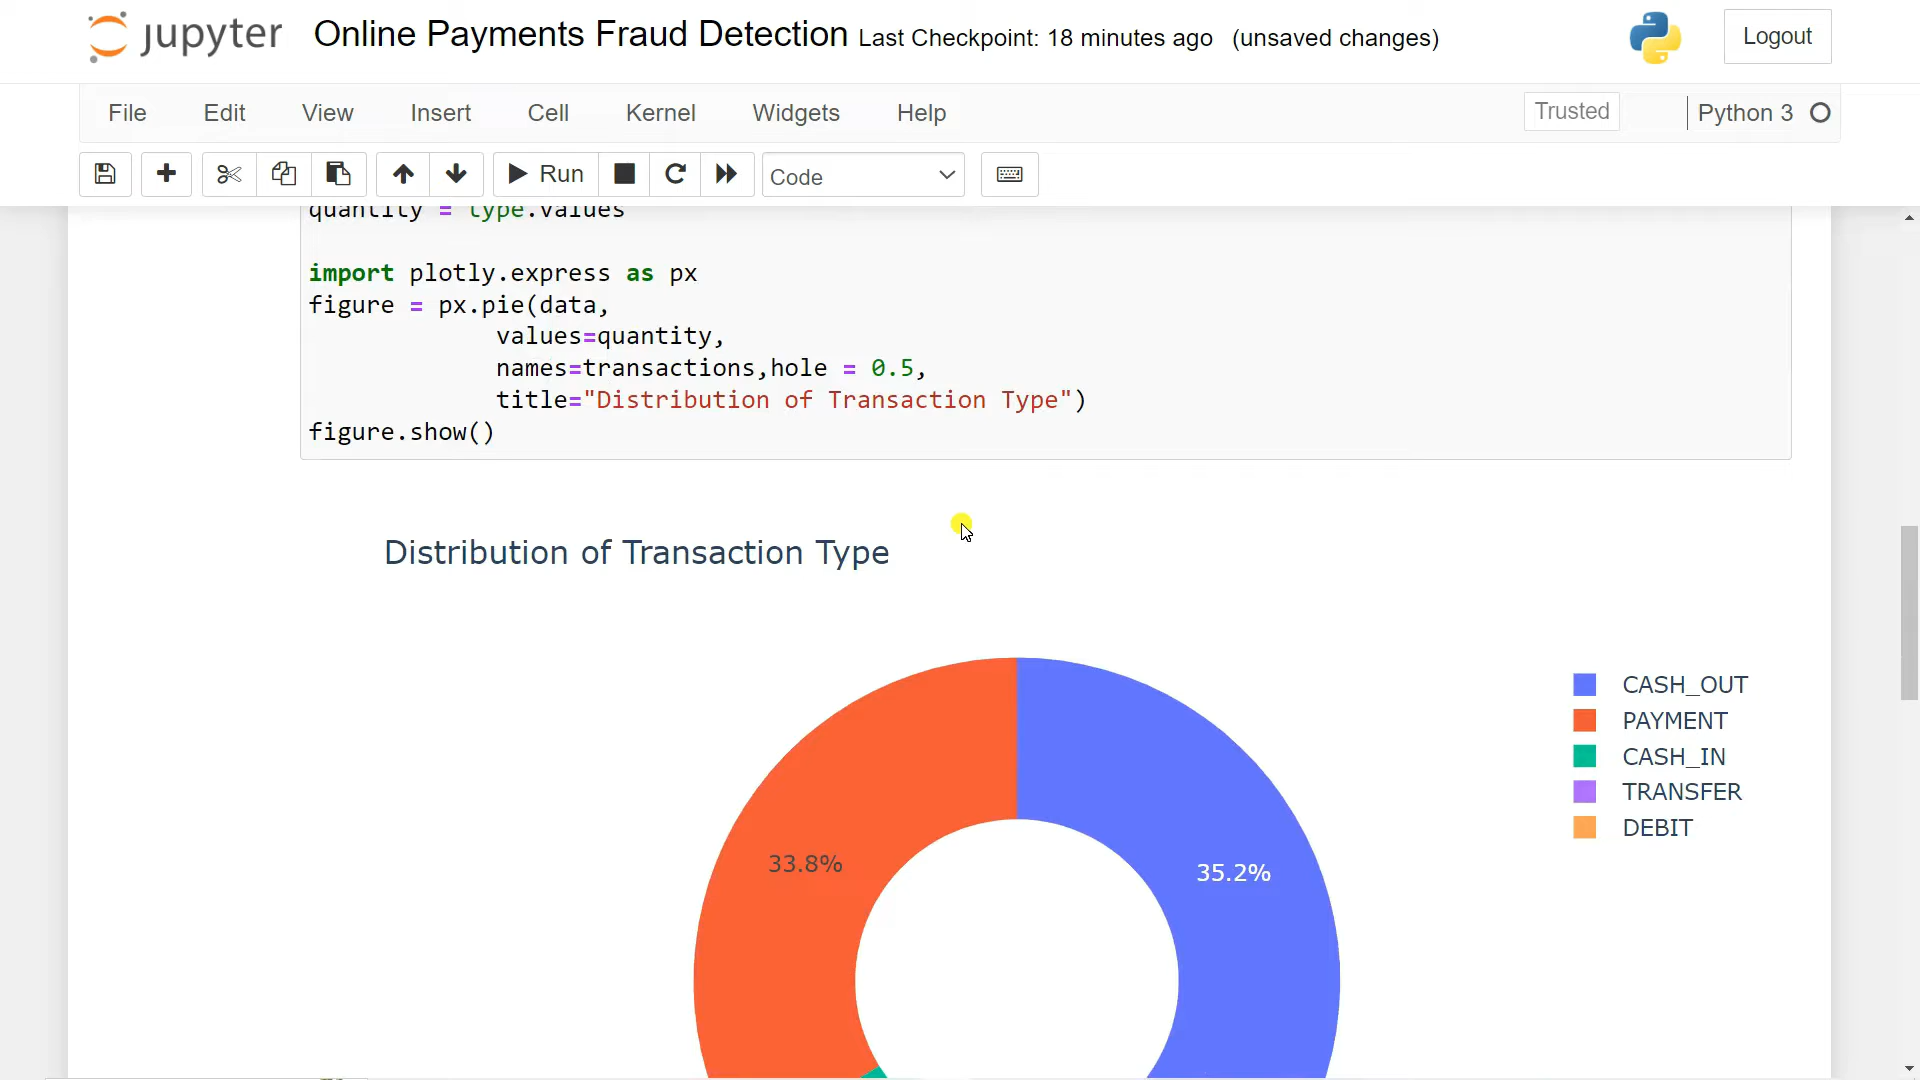 jupyter Online Payments Fraud Detection Last Checkpoint: 18 minutes ago (unsaved changes) Logout
File Edit View Insert Cell Kernel Widgets Help Trusted Python 3
Run Code
quantity = type.values
import plotly.express as px
figure = px.pie(data,
values=quantity,
names=transactions,hole = 0.5,
title="Distribution of Transaction Type")
figure.show()
Distribution of Transaction Type
CASH_OUT
PAYMENT
CASH_IN
TRANSFER
DEBIT
33.8%
35.2%